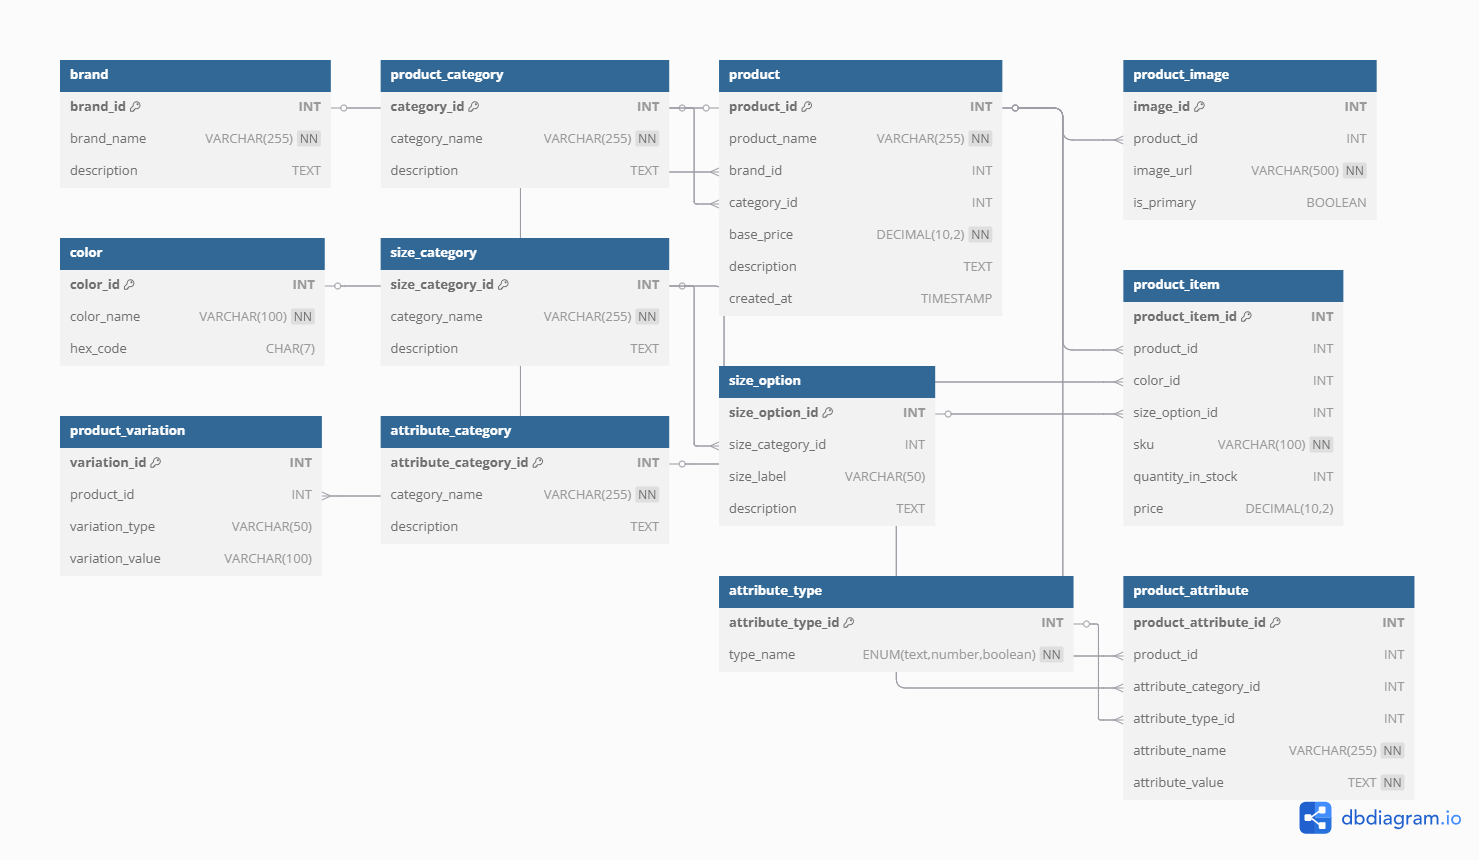 brand
brand_id INT
brand_name VARCHAR(255) NN
description TEXT
product_category
category_id INT
category_name VARCHAR(255) NN
description TEXT
product
product_id INT
product_name VARCHAR(255) NN
brand_id INT
category_id INT
base_price DECIMAL(10,2) NN
description TEXT
created_at TIMESTAMP
product_image
image_id INT
product_id INT
image_url VARCHAR(500) NN
is_primary BOOLEAN
color
color_id INT
color_name VARCHAR(100) NN
hex_code CHAR(7)
size_category
size_category_id INT
category_name VARCHAR(255) NN
description TEXT
product_item
product_item_id INT
product_id INT
color_id INT
size_option_id INT
sku VARCHAR(100) NN
quantity_in_stock INT
price DECIMAL(10,2)
size_option
size_option_id INT
size_category_id INT
size_label VARCHAR(50)
description TEXT
product_variation
variation_id INT
product_id INT
variation_type VARCHAR(50)
variation_value VARCHAR(100)
attribute_category
attribute_category_id INT
category_name VARCHAR(255) NN
description TEXT
attribute_type
attribute_type_id INT
type_name ENUM(text,number,boolean) NN
product_attribute
product_attribute_id INT
product_id INT
attribute_category_id INT
attribute_type_id INT
attribute_name VARCHAR(255) NN
attribute_value TEXT NN
dbdiagram.io